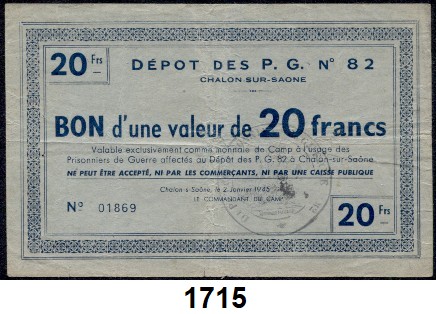 20 Frs
DÉPOT DES P. G. N° 82
CHALON-SUR-SAONE
BON d'une valeur de 20 francs
Valable exclusivement comme monnaie de Camp à l'usage des
Prisonniers de Guerre affectés au Dépôt des P. G. 82 à Chalon-sur-Saône
NE PEUT ÊTRE ACCEPTÉ, NI PAR LES COMMERÇANTS, NI PAR UNE CAISSE PUBLIQUE
Chalon-s-Saône, le 2 Janvier 1945
LE COMMANDANT DU CAMP
N° 01869
20 Frs
1715